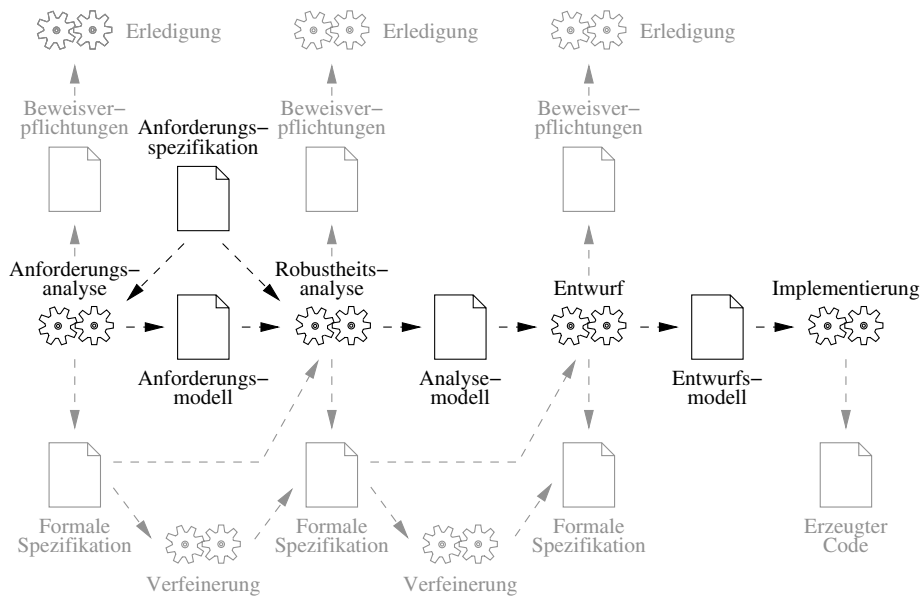 Erledigung
Erledigung
Erledigung
Beweisver−
pflichtungen
Beweisver−
pflichtungen
Beweisver−
pflichtungen
Anforderungs−
spezifikation
Anforderungs−
analyse
Robustheits−
analyse
Entwurf
Implementierung
Anforderungs−
modell
Analyse−
modell
Entwurfs−
modell
Formale
Spezifikation
Formale
Spezifikation
Formale
Spezifikation
Erzeugter
Code
Verfeinerung
Verfeinerung